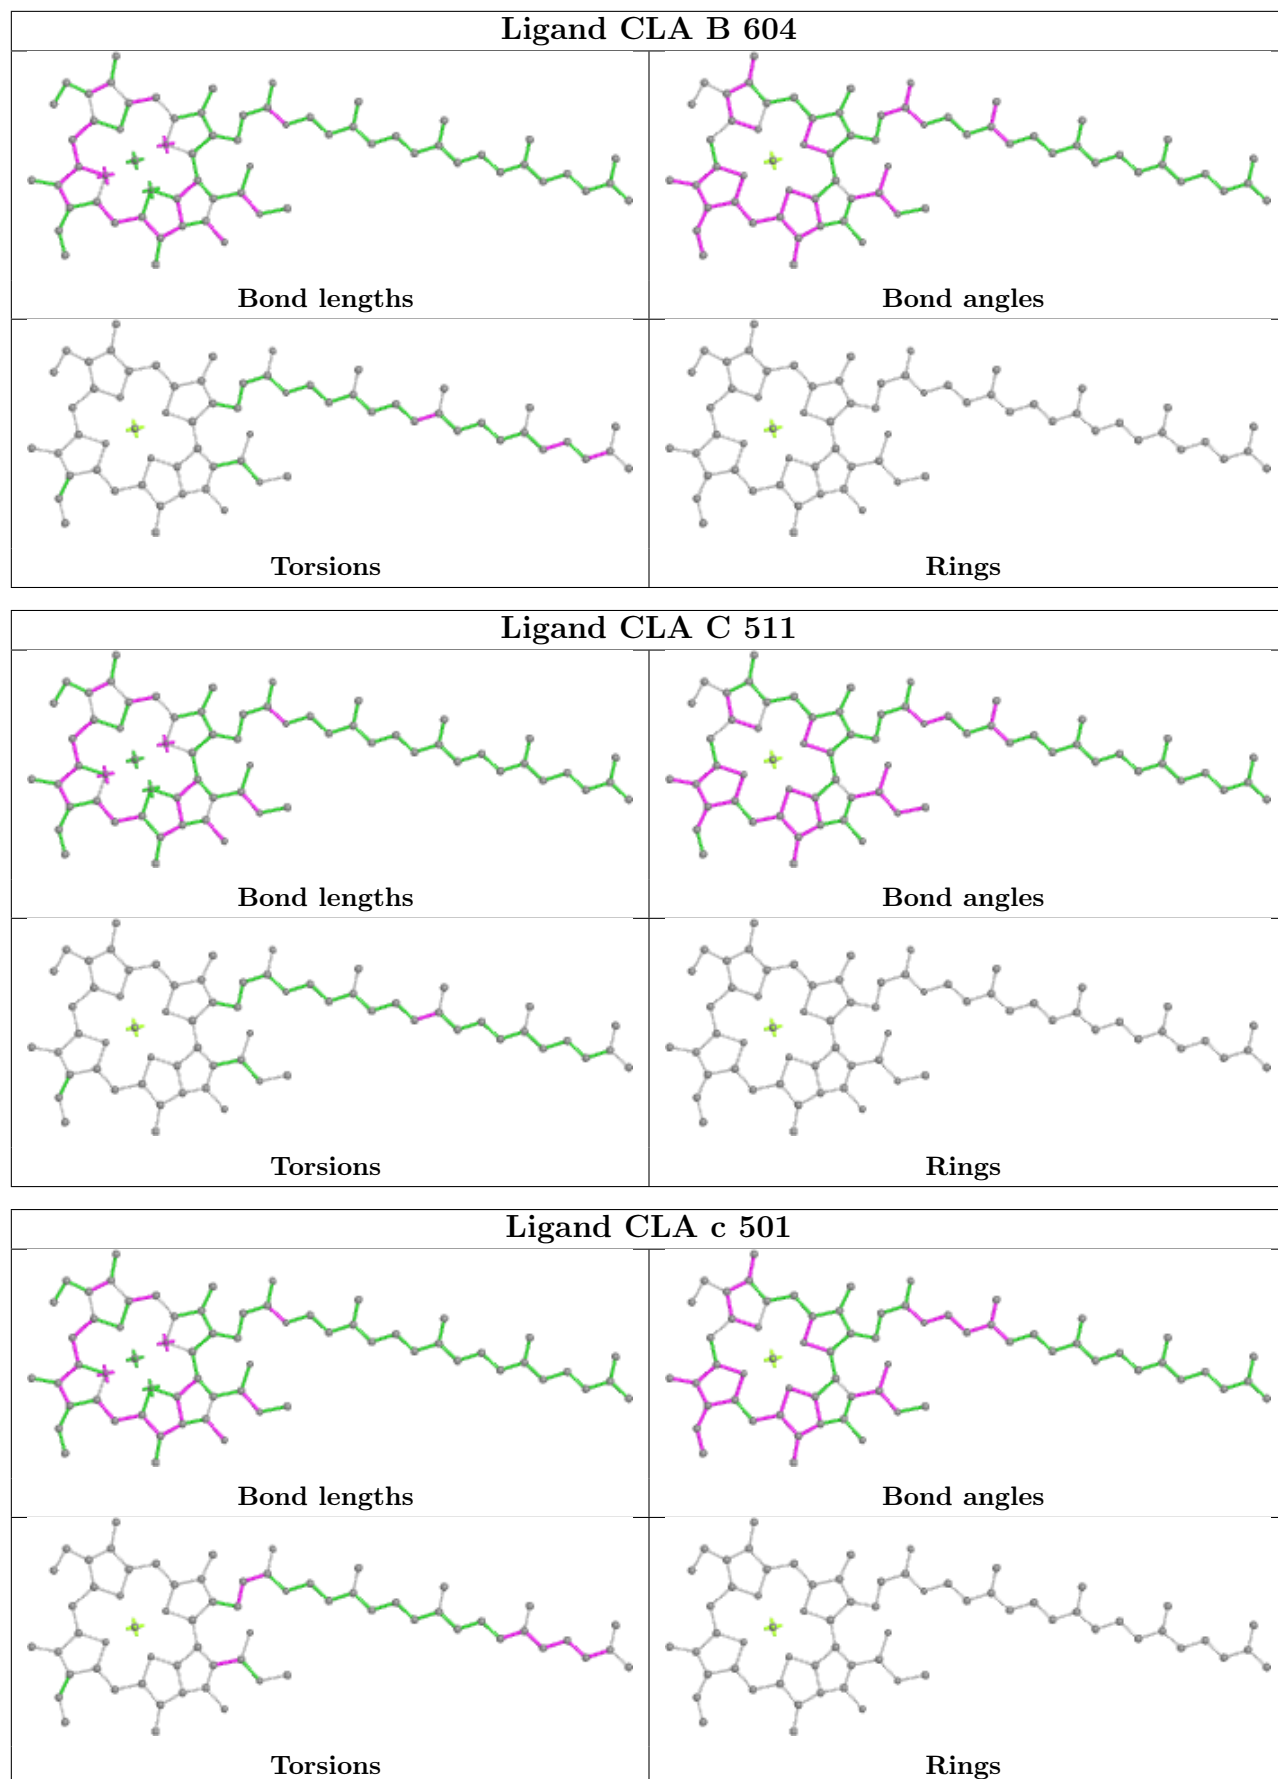 Ligand CLA B 604
Bond lengths
Bond angles
Torsions
Rings
Ligand CLA C 511
Bond lengths
Bond angles
Torsions
Rings
Ligand CLA c 501
Bond lengths
Bond angles
Torsions
Rings